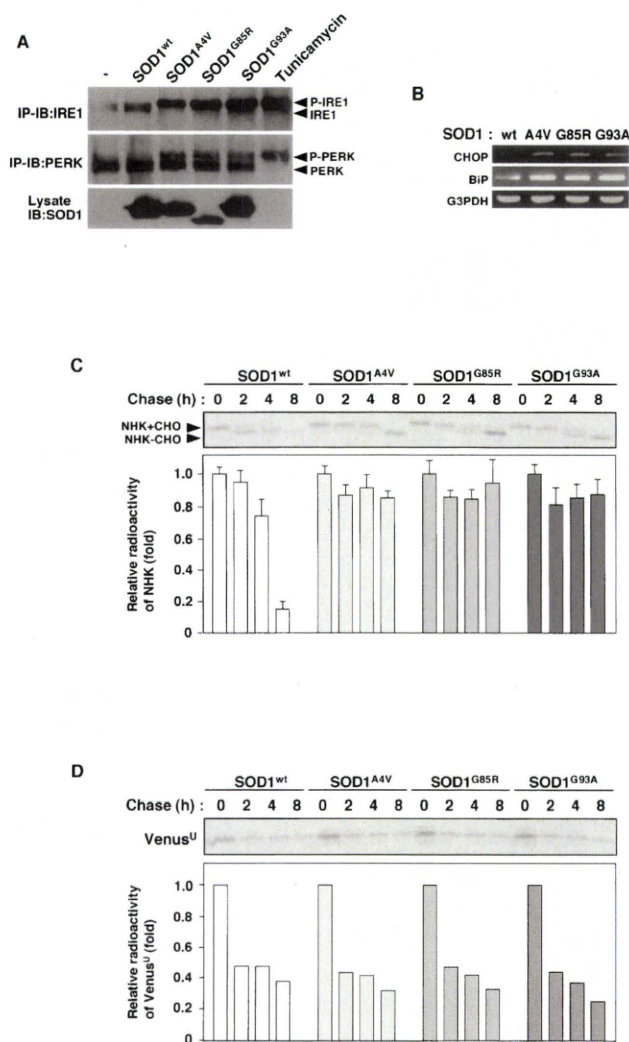 A
- SOD1wt SOD1A4V SOD1G85R SOD1G93A Tunicamycin
IP-IB:IRE1
P-IRE1
IRE1
IP-IB:PERK
P-PERK
PERK
Lysate
IB:SOD1
B
SOD1 : wt A4V G85R G93A
CHOP
BiP
G3PDH
C
SOD1wt SOD1A4V SOD1G85R SOD1G93A
Chase (h) : 0 2 4 8 0 2 4 8 0 2 4 8 0 2 4 8
NHK+CHO
NHK-CHO
Relative radioactivity
of NHK (fold)
1.0
0.8
0.6
0.4
0.2
0
D
SOD1wt SOD1A4V SOD1G85R SOD1G93A
Chase (h) : 0 2 4 8 0 2 4 8 0 2 4 8 0 2 4 8
VenusU
Relative radioactivity
of VenusU (fold)
1.0
0.8
0.6
0.4
0.2
0